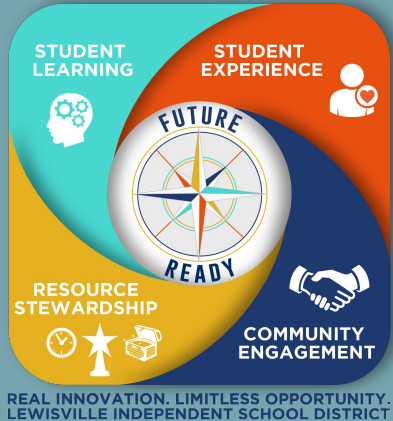 STUDENT
LEARNING
STUDENT
EXPERIENCE
FUTURE
READY
RESOURCE
STEWARDSHIP
COMMUNITY
ENGAGEMENT
REAL INNOVATION. LIMITLESS OPPORTUNITY.
LEWISVILLE INDEPENDENT SCHOOL DISTRICT